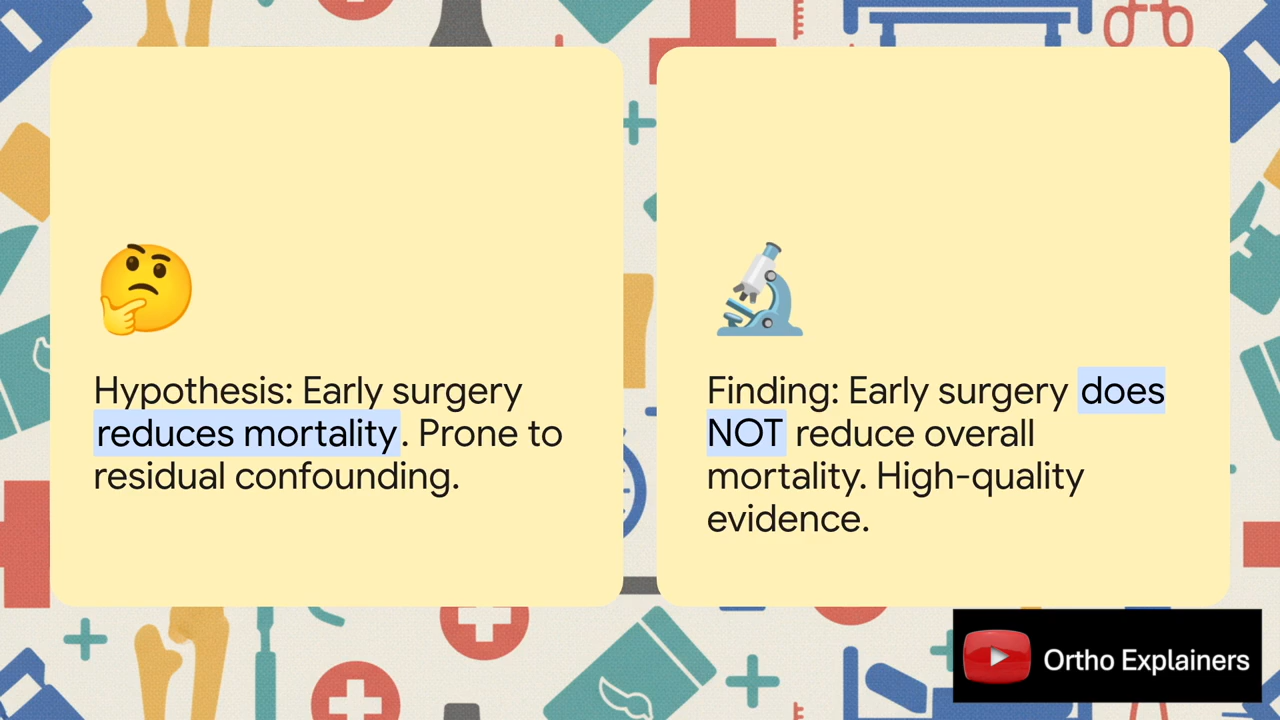 Hypothesis: Early surgery
reduces mortality. Prone to
residual confounding.
Finding: Early surgery does
NOT reduce overall
mortality. High-quality
evidence.
Ortho Explainers